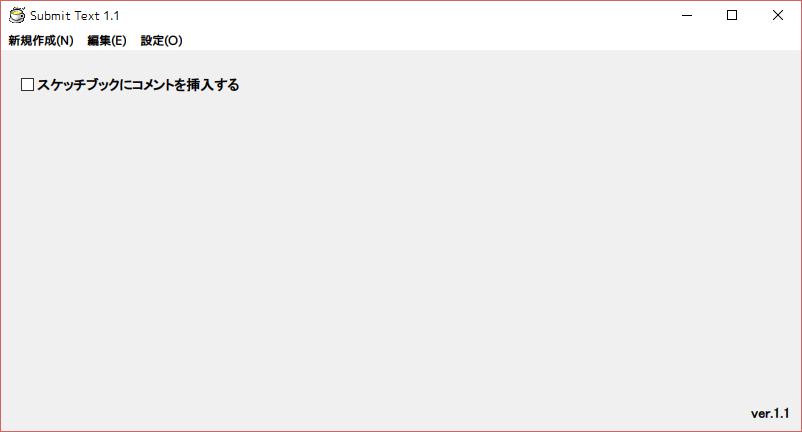 Submit Text 1.1
新規作成(N) 編集(E) 設定(O)
スケッチブックにコメントを挿入する
ver.1.1